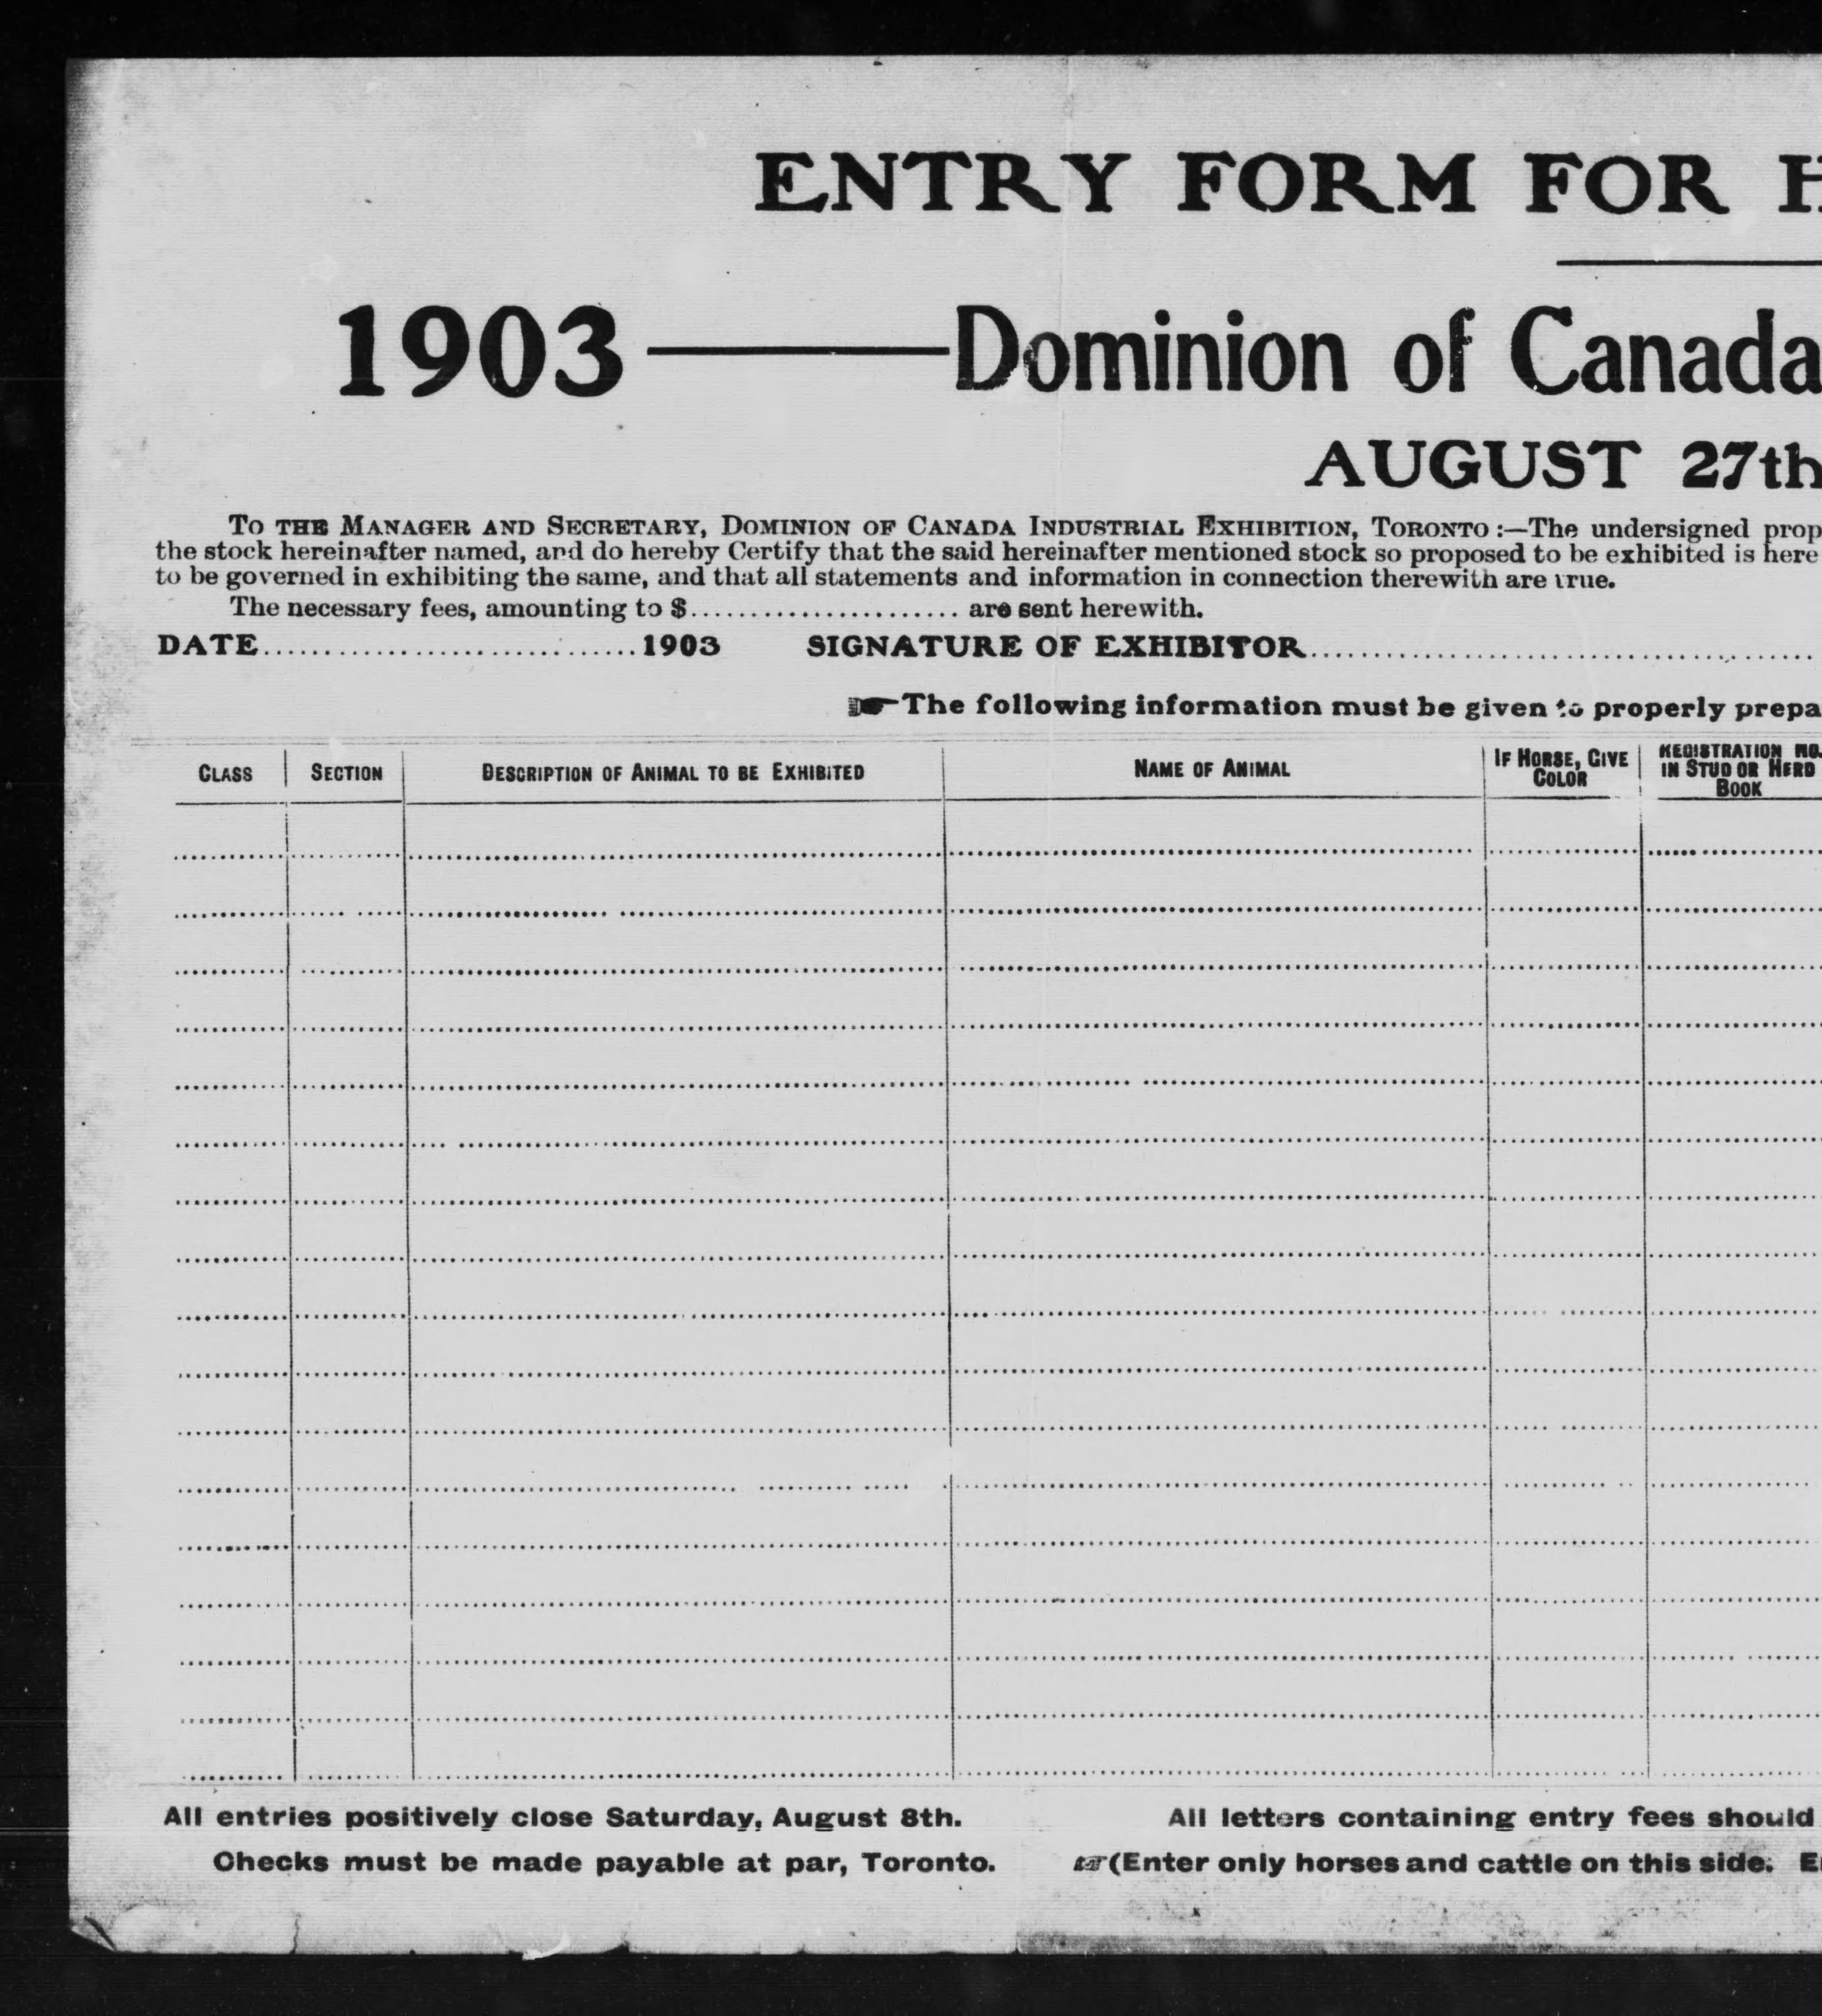 ENTRY FORM FOR H
1903 ——— Dominion of Canada
AUGUST 27th
TO THE MANAGER AND SECRETARY, DOMINION OF CANADA INDUSTRIAL EXHIBITION, TORONTO :—The undersigned prop
the stock hereinafter named, and do hereby Certify that the said hereinafter mentioned stock so proposed to be exhibited is here
to be governed in exhibiting the same, and that all statements and information in connection therewith are true.
The necessary fees, amounting to $...................... are sent herewith.
DATE..............................1903 SIGNATURE OF EXHIBITOR..........................................
☞The following information must be given to properly prepa
CLASS SECTION DESCRIPTION OF ANIMAL TO BE EXHIBITED NAME OF ANIMAL IF HORSE, GIVE COLOR REGISTRATION NO. IN STUD OR HERD BOOK
All entries positively close Saturday, August 8th. All letters containing entry fees should
Checks must be made payable at par, Toronto. ☞(Enter only horses and cattle on this side. E